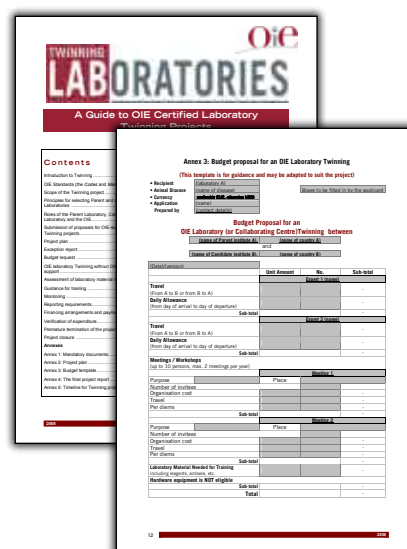 Oie
TWINNING
LABORATORIES
A Guide to OIE Certified Laboratory
Twinning Projects
Contents
Introduction to Twinning
OIE Standards (the Codes and
Scope of the Twinning project
Principles for selecting Parent and
Laboratories
Roles of the Parent Laboratory,
Laboratory and the OIE
Submission of proposals for
Twinning projects
Project plan
Exception report
Budget request
OIE laboratory Twinning without
support
Assessment of laboratory material
Guidance for training
Monitoring
Reporting requirements
Financing arrangements and
Verification of expenditure
Premature termination of the
Project closure
Annexes
Annex 1: Mandatory documents
Annex 2: Project plan
Annex 3: Budget template
Annex 4: The final project report
Annex 5: Timeline for Twinning
2008
Annex 3: Budget proposal for an OIE Laboratory Twinning
(This template is for guidance and may be adapted to suit the project)
• Recipient [laboratory A]
• Animal Disease [name of disease] Boxes to be filled in by the applicant
• Currency
• Application [name]
Prepared by [contact details]
Budget Proposal for an
OIE Laboratory (or Collaborating Centre)Twinning between
[name of Parent institute A], [name of country A]
and
[name of Candidate institute B], [name of country B]
[Date/version]
Unit Amount No. Sub-total
Expert 1 (name)
Travel
(From A to B or from B to A) -
Daily Allowance
(from day of arrival to day of departure) -
Sub-total -
Expert 2 (name)
Travel
(From A to B or from B to A) -
Daily Allowance
(from day of arrival to day of departure) -
Sub-total -
Meetings / Workshops
(up to 10 persons, max. 2 meetings per year)
Meeting 1
Purpose Place
Number of invitees
Organisation cost -
Travel -
Per diems -
Sub-total -
Meeting 2
Purpose Place
Number of invitees
Organisation cost -
Travel -
Per diems -
Sub-total -
Laboratory Material Needed for Training
including reagents, antisera, etc. -
Hardware equipment is NOT eligible
Sub-total -
Total -
12 2008